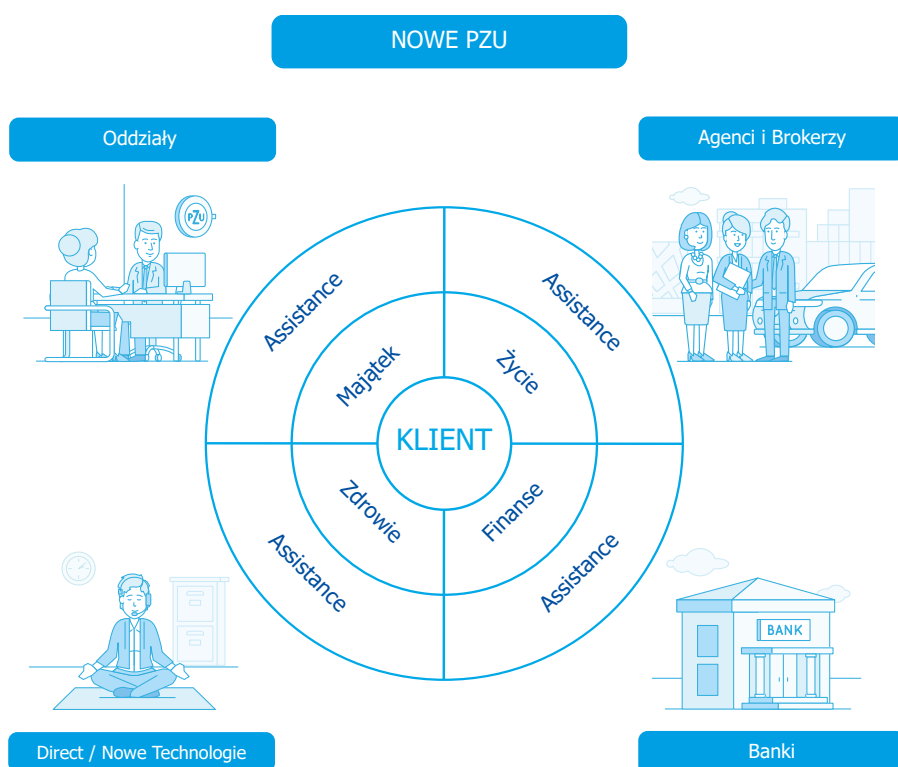 NOWE PZU
Oddziały
Agenci i Brokerzy
PZU
Assistance
Assistance
Majątek
Życie
KLIENT
Zdrowie
Finanse
Assistance
Assistance
BANK
Direct / Nowe Technologie
Banki